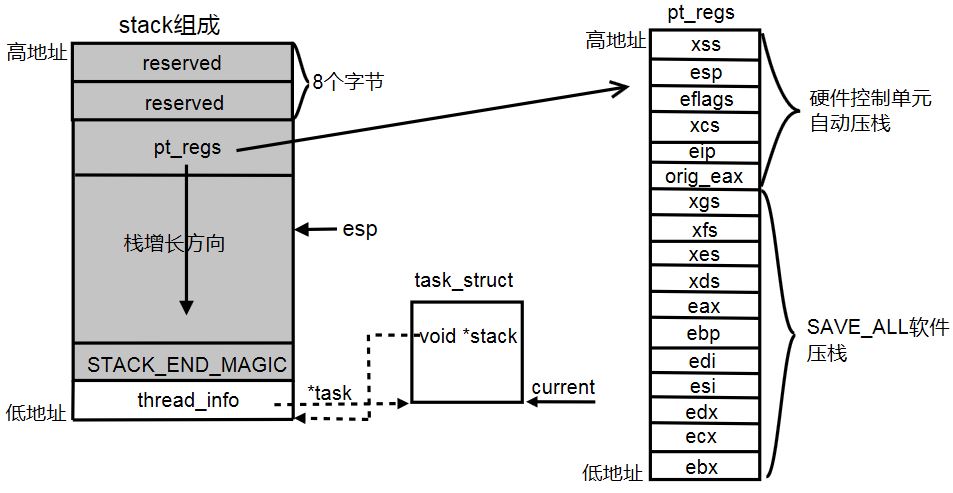 stack组成
高地址
reserved
reserved
8个字节
pt_regs
栈增长方向
esp
STACK_END_MAGIC
thread_info
低地址
*task
task_struct
void *stack
current
pt_regs
高地址
xss
esp
eflags
xcs
eip
orig_eax
硬件控制单元
自动压栈
xgs
xfs
xes
xds
eax
ebp
edi
esi
edx
ecx
ebx
SAVE_ALL软件
压栈
低地址